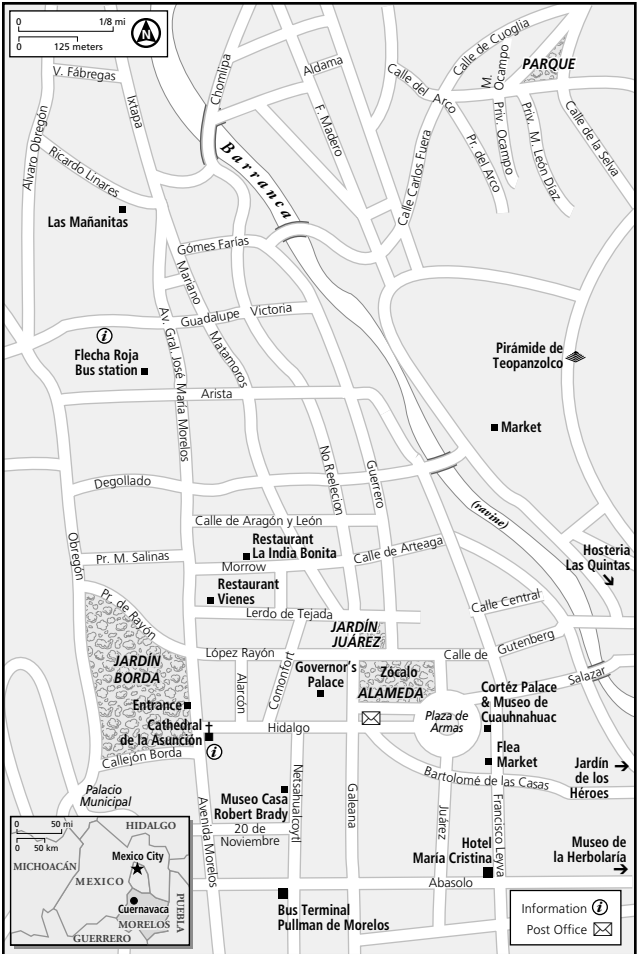 0 1/8 mi
0 125 meters
N
V. Fábregas
Ixtapa
Chomlipa
Aldama
F. Madero
Calle de Cuoglia
Calle del Arco
M. Ocampo
PARQUE
Alvaro Obregón
Ricardo Linares
Barranca
Calle Carlos Fuera
Pr. del Arco
Priv. Ocampo
Priv. M. León Díaz
Calle de la Selva
Las Mañanitas
Gómes Farías
Mariano
Matamoros
Guadalupe Victoria
Av. Gral. José María Morelos
Flecha Roja
Bus station
Pirámide de
Teopanzolco
Arista
Market
No Reelecion
Guerrero
Degollado
(ravine)
Calle de Aragón y León
Obregón
Restaurant
La India Bonita
Calle de Arteaga
Pr. M. Salinas
Morrow
Hosteria
Las Quintas
Restaurant
Vienes
Pr. de Rayón
Lerdo de Tejada
Calle Central
JARDÍN
JUÁREZ
Calle de Gutenberg
López Rayón
JARDÍN
BORDA
Alarcón
Comonfort
Governor's
Palace
Zócalo
ALAMEDA
Salazar
Cortéz Palace
& Museo de
Cuauhnahuac
Entrance
Cathedral
de la Asunción
Hidalgo
Plaza de
Armas
Callejón Borda
Flea
Market
Bartolomé de las Casas
Jardín
de los
Héroes
Palacio
Municipal
Museo Casa
Robert Brady
Netsahualcoyotl
Galeana
Juárez
Francisco Leyva
Avenida Morelos
20 de
Noviembre
Hotel
María Cristina
Museo de
la Herbolaría
Abasolo
Bus Terminal
Pullman de Morelos
0 50 mi
0 50 km
HIDALGO
MICHOACÁN
Mexico City
MEXICO
PUEBLA
Cuernavaca
MORELOS
GUERRERO
Information i
Post Office